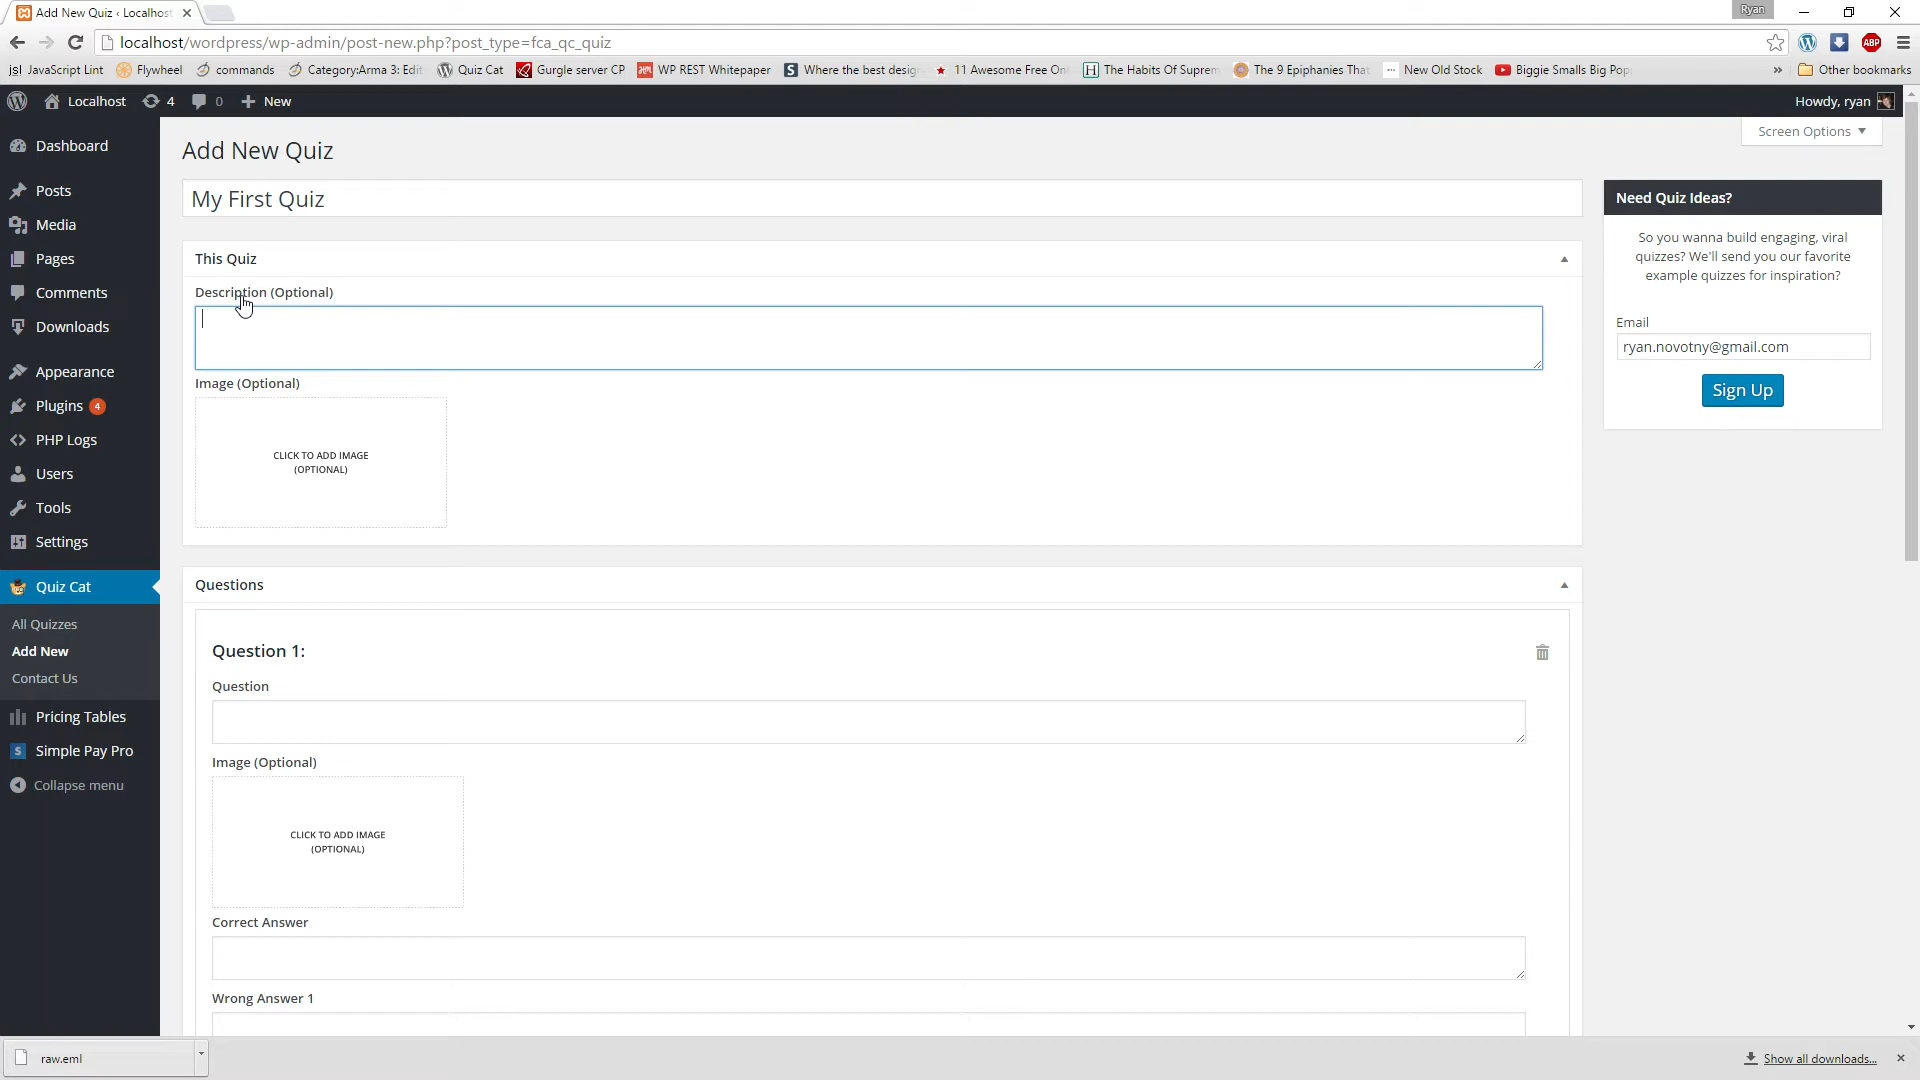 Add New Quiz ‹ Localhost
Ryan
localhost/wordpress/wp-admin/post-new.php?post_type=fca_qc_quiz
ABP
JavaScript Lint
Flywheel
commands
Category:Arma 3: Edit
Quiz Cat
Gurgle server CP
WP REST Whitepaper
Where the best desig
11 Awesome Free On
The Habits Of Suprem
The 9 Epiphanies Tha
New Old Stock
Biggie Smalls Big Pop
»
Other bookmarks
Localhost
4
0
New
Howdy, ryan
Screen Options
Dashboard
Posts
Media
Pages
Comments
Downloads
Appearance
Plugins 4
PHP Logs
Users
Tools
Settings
Quiz Cat
All Quizzes
Add New
Contact Us
Pricing Tables
Simple Pay Pro
Collapse menu
Add New Quiz
My First Quiz
This Quiz
Description (Optional)
Image (Optional)
CLICK TO ADD IMAGE
(OPTIONAL)
Questions
Question 1:
Question
Image (Optional)
CLICK TO ADD IMAGE
(OPTIONAL)
Correct Answer
Wrong Answer 1
Need Quiz Ideas?
So you wanna build engaging, viral
quizzes? We'll send you our favorite
example quizzes for inspiration?
Email
ryan.novotny@gmail.com
Sign Up
raw.eml
Show all downloads...